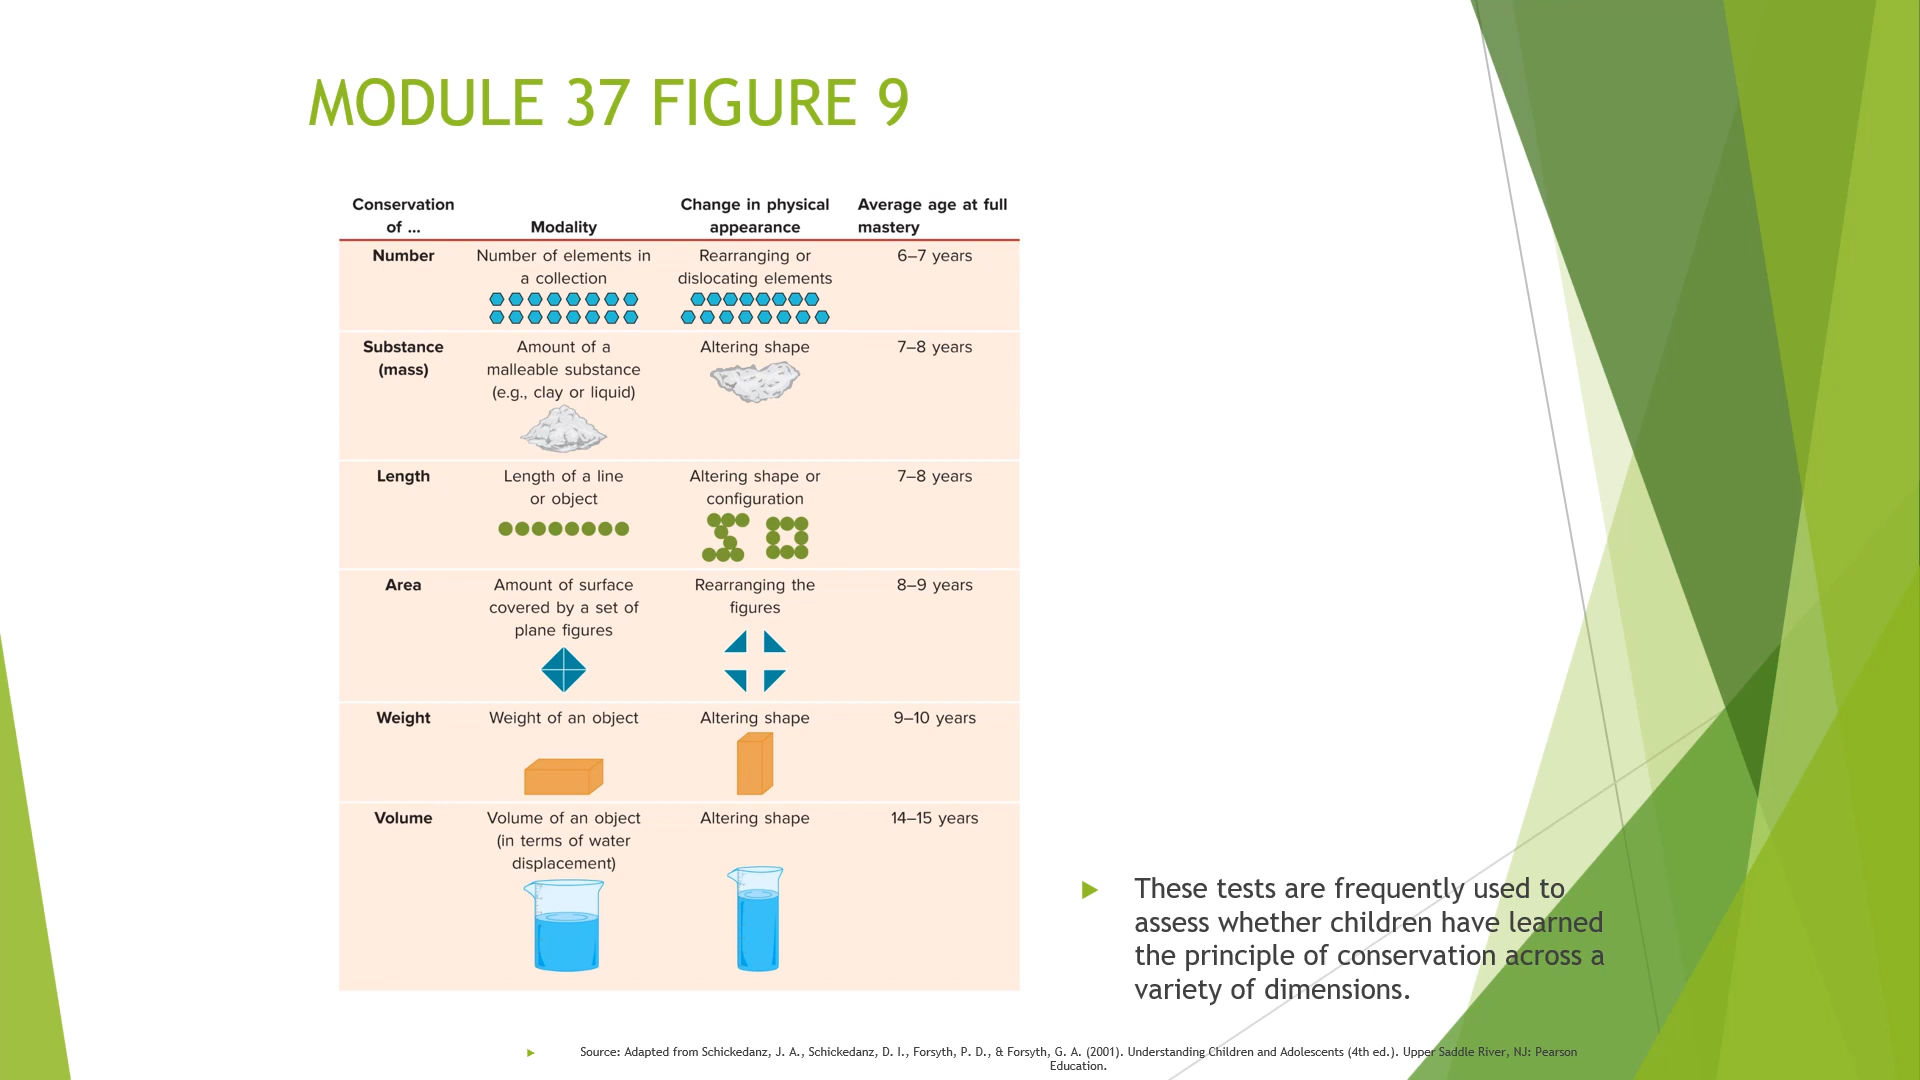 MODULE 37 FIGURE 9
Conservation of ... Modality Change in physical appearance Average age at full mastery
Number Number of elements in a collection Rearranging or dislocating elements 6–7 years
Substance (mass) Amount of a malleable substance (e.g., clay or liquid) Altering shape 7–8 years
Length Length of a line or object Altering shape or configuration 7–8 years
Area Amount of surface covered by a set of plane figures Rearranging the figures 8–9 years
Weight Weight of an object Altering shape 9–10 years
Volume Volume of an object (in terms of water displacement) Altering shape 14–15 years
These tests are frequently used to
assess whether children have learned
the principle of conservation across a
variety of dimensions.
Source: Adapted from Schickedanz, J. A., Schickedanz, D. I., Forsyth, P. D., & Forsyth, G. A. (2001). Understanding Children and Adolescents (4th ed.). Upper Saddle River, NJ: Pearson
Education.